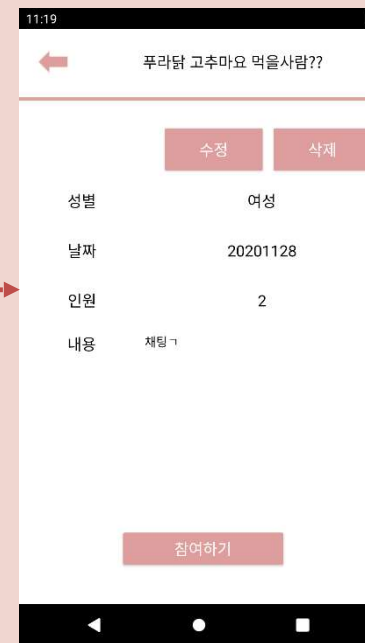 11:19
푸라닭 고추마요 먹을사람??
수정 삭제
성별 여성
날짜 20201128
인원 2
내용 채팅ㄱ
참여하기